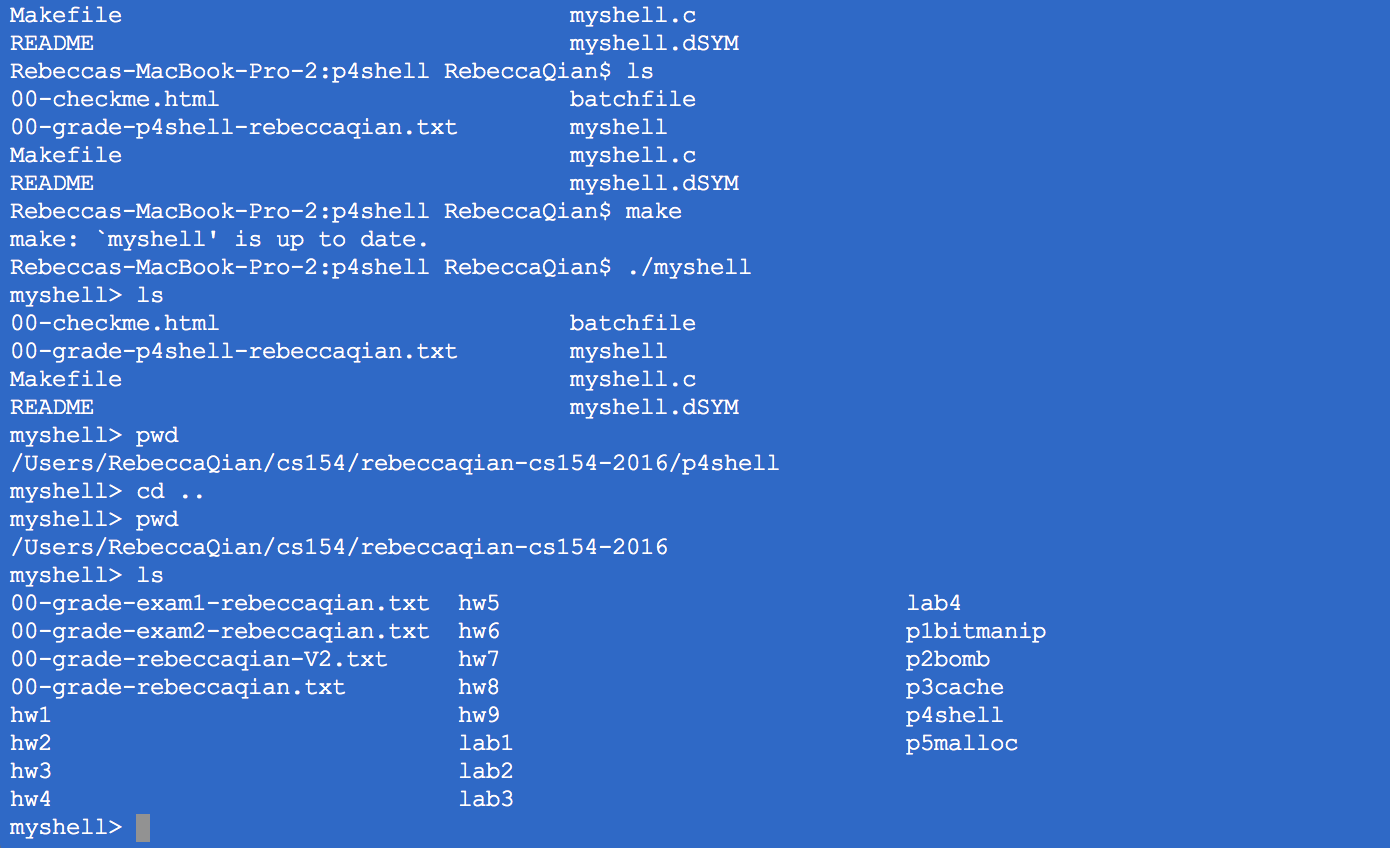 Makefile                                myshell.c
README                                  myshell.dSYM
Rebeccas-MacBook-Pro-2:p4shell RebeccaQian$ ls
00-checkme.html                         batchfile
00-grade-p4shell-rebeccaqian.txt        myshell
Makefile                                myshell.c
README                                  myshell.dSYM
Rebeccas-MacBook-Pro-2:p4shell RebeccaQian$ make
make: `myshell' is up to date.
Rebeccas-MacBook-Pro-2:p4shell RebeccaQian$ ./myshell
myshell> ls
00-checkme.html                         batchfile
00-grade-p4shell-rebeccaqian.txt        myshell
Makefile                                myshell.c
README                                  myshell.dSYM
myshell> pwd
/Users/RebeccaQian/cs154/rebeccaqian-cs154-2016/p4shell
myshell> cd ..
myshell> pwd
/Users/RebeccaQian/cs154/rebeccaqian-cs154-2016
myshell> ls
00-grade-exam1-rebeccaqian.txt  hw5                             lab4
00-grade-exam2-rebeccaqian.txt  hw6                             p1bitmanip
00-grade-rebeccaqian-V2.txt     hw7                             p2bomb
00-grade-rebeccaqian.txt        hw8                             p3cache
hw1                             hw9                             p4shell
hw2                             lab1                            p5malloc
hw3                             lab2
hw4                             lab3
myshell>